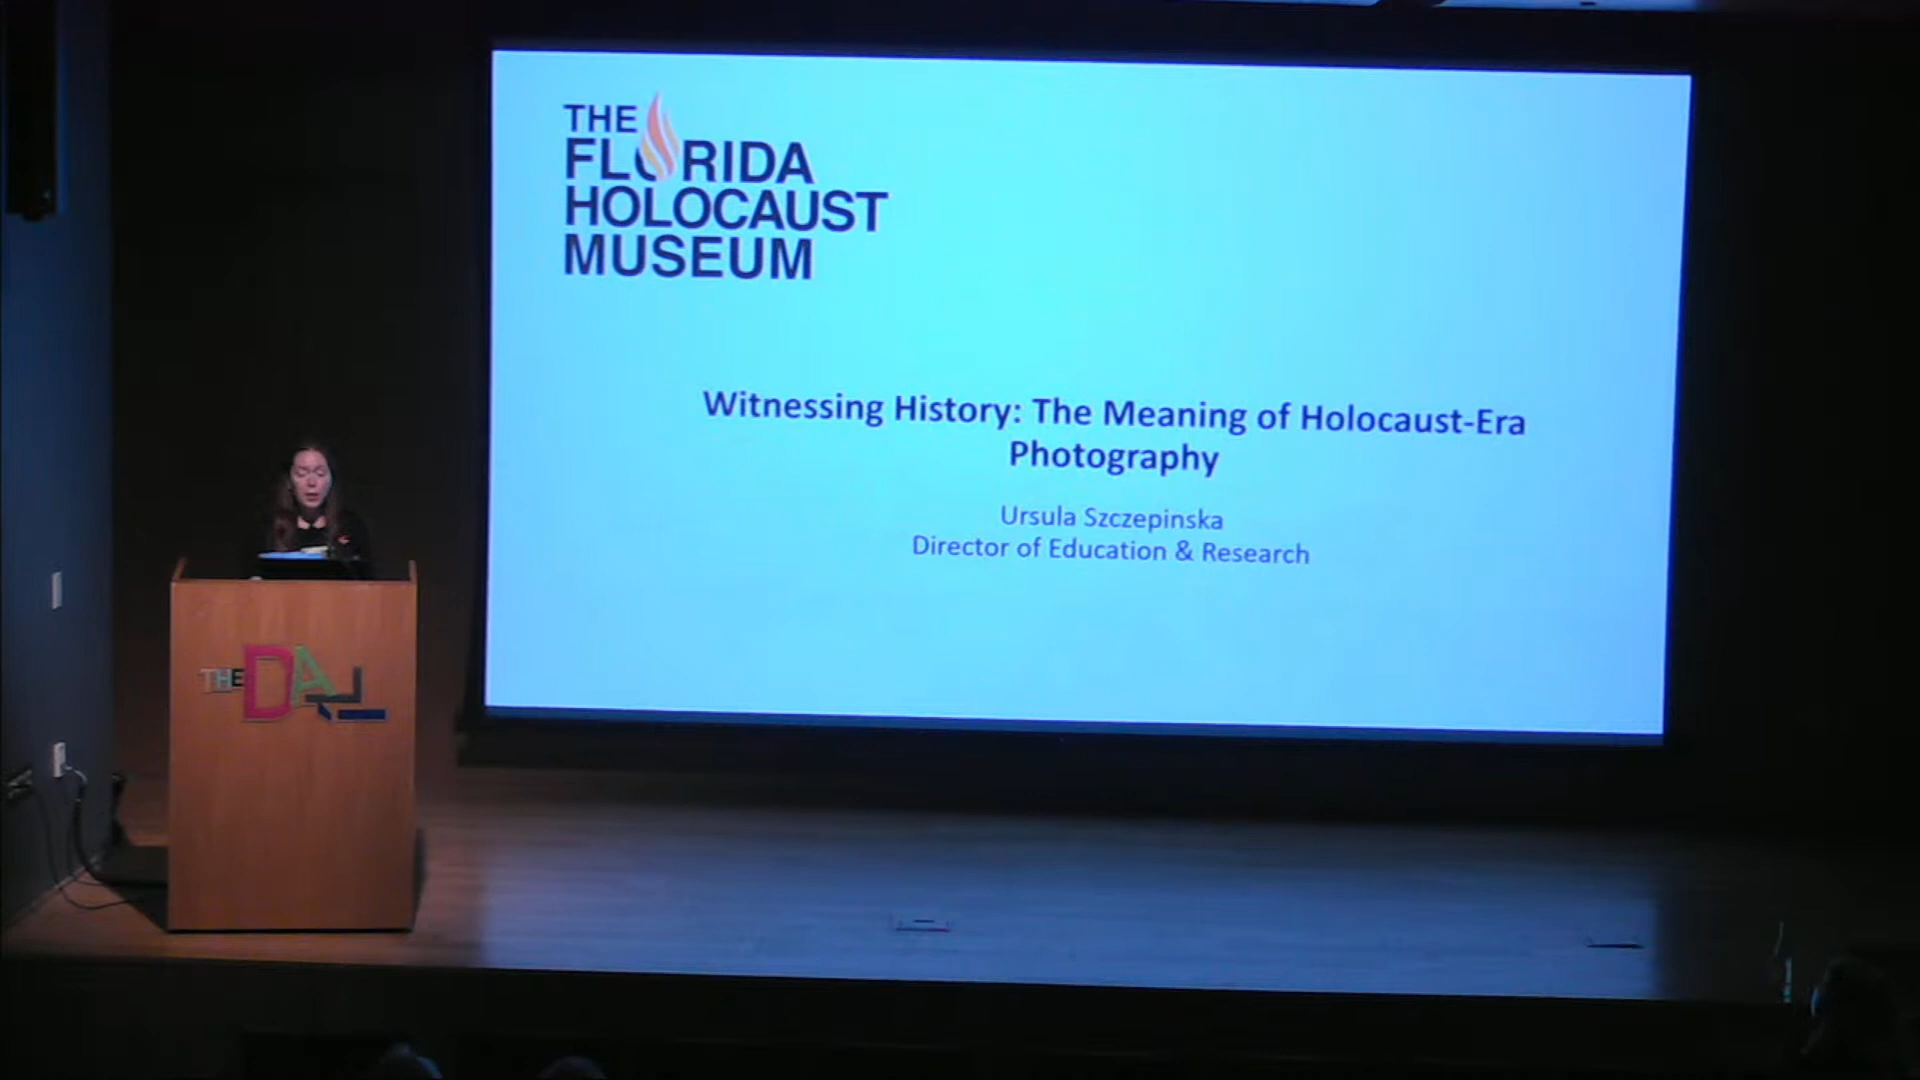 THE
FLORIDA
HOLOCAUST
MUSEUM
Witnessing History: The Meaning of Holocaust-Era
Photography
Ursula Szczepinska
Director of Education & Research
THE DALÍ